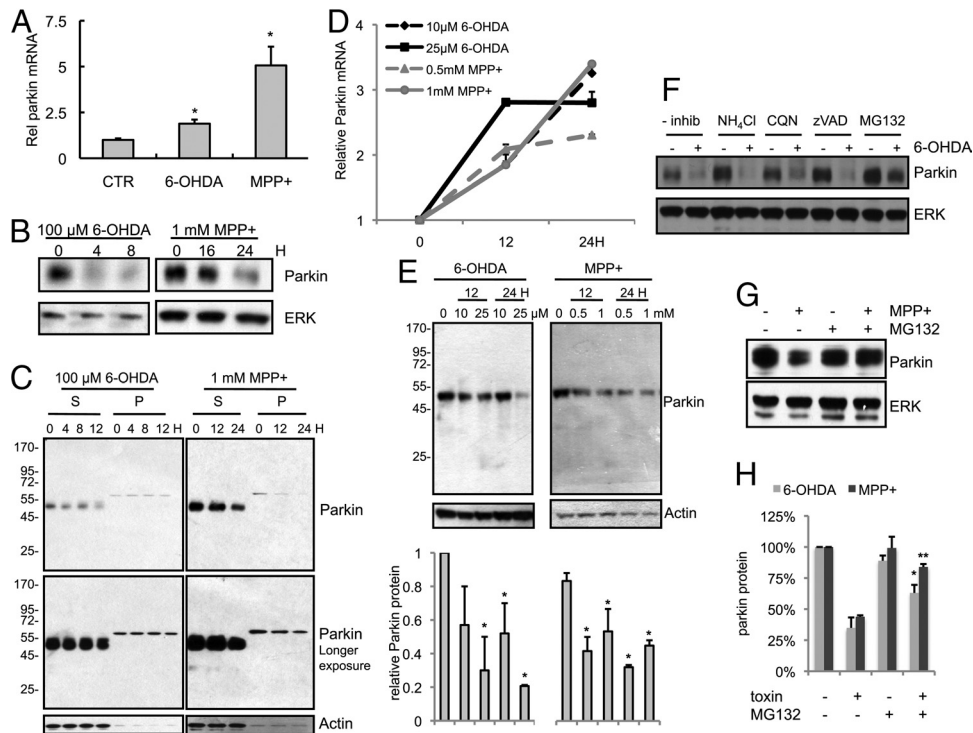 A
Rel parkin mRNA
7.5
5
2.5
0
*
*
CTR 6-OHDA MPP+
B
100 µM 6-OHDA 1 mM MPP+
0 4 8 0 16 24 H
Parkin
ERK
C
100 µM 6-OHDA 1 mM MPP+
S P S P
0 4 8 12 0 4 8 12 H 0 12 24 0 12 24 H
170-
95-
72-
55-
45-
25-
Parkin
170-
95-
72-
55-
45-
25-
Parkin
Longer
exposure
Actin
D
Relative Parkin mRNA
4
3
2
1
10µM 6-OHDA
25µM 6-OHDA
0.5mM MPP+
1mM MPP+
0 12 24H
E
6-OHDA MPP+
12 24 H 12 24 H
0 10 25 10 25 µM 0 0.5 1 0.5 1 mM
170-
95-
72-
55-
45-
25-
Parkin
Actin
relative Parkin protein
1
0.8
0.6
0.4
0.2
0
* * *
* * * *
F
- inhib NH4Cl CQN zVAD MG132
- + - + - + - + - + 6-OHDA
Parkin
ERK
G
- + - + MPP+
- - + + MG132
Parkin
ERK
H
6-OHDA MPP+
parkin protein
125%
100%
75%
50%
25%
0%
* **
toxin - + - +
MG132 - - + +